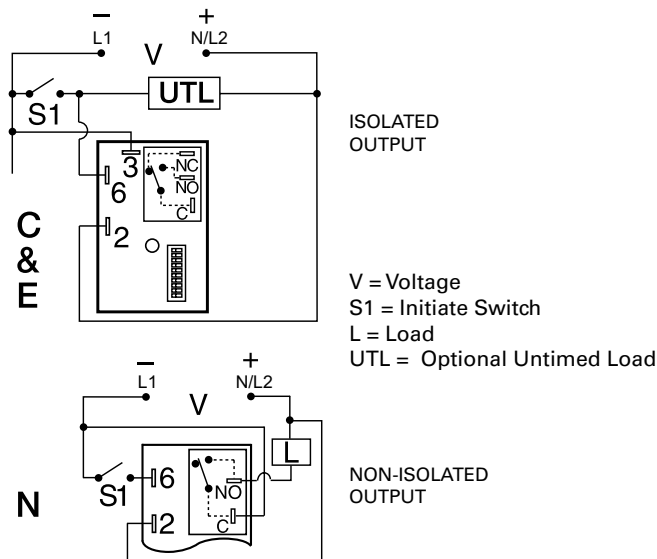 − +
L1 N/L2
V
UTL
S1
ISOLATED
OUTPUT
3
NC
6
NO
C
2
C
&
E
V = Voltage
S1 = Initiate Switch
L = Load
UTL = Optional Untimed Load
− +
L1 N/L2
V
L
6
S1
NO
NON-ISOLATED
OUTPUT
N
2
C